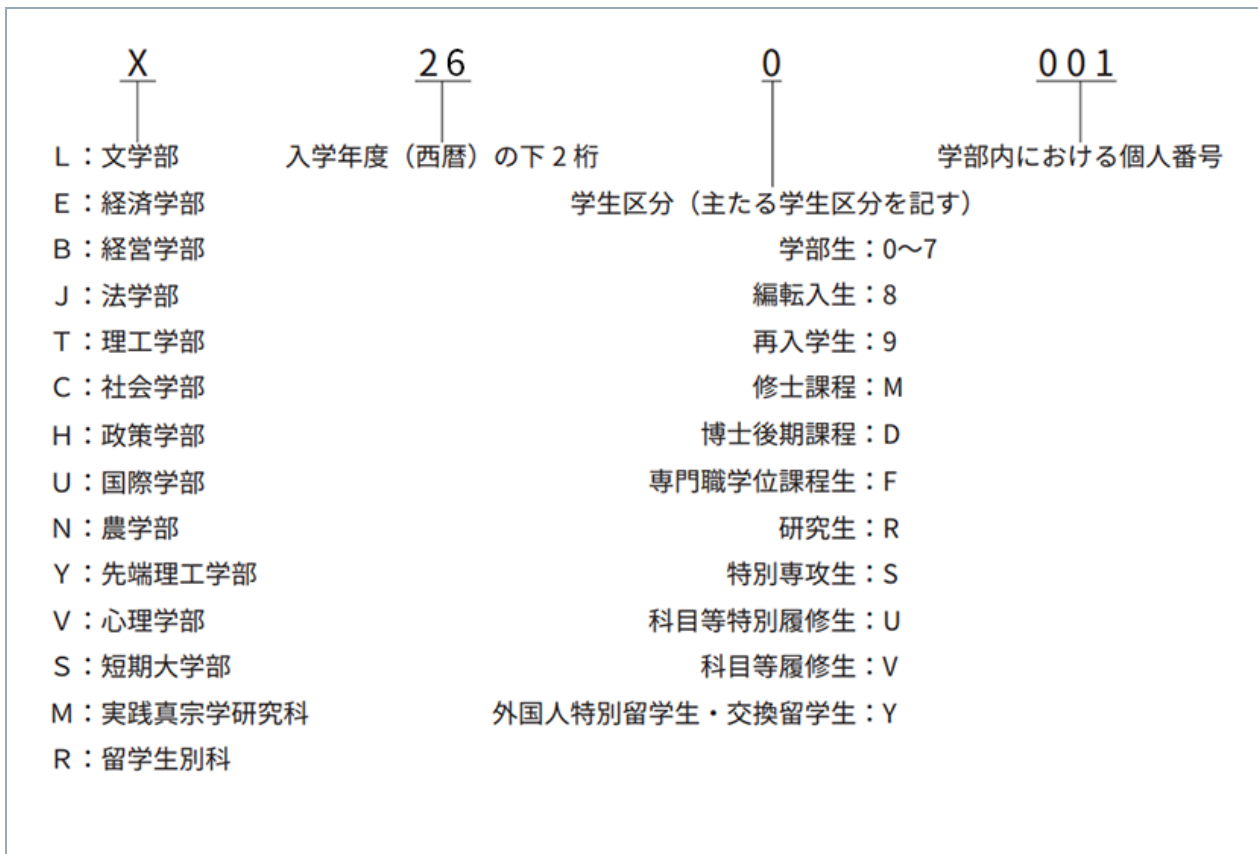 X 26 0 001
L：文学部 入学年度（西暦）の下2桁 学部内における個人番号
E：経済学部 学生区分（主たる学生区分を記す）
B：経営学部 学部生：0〜7
J：法学部 編転入生：8
T：理工学部 再入学生：9
C：社会学部 修士課程：M
H：政策学部 博士後期課程：D
U：国際学部 専門職学位課程生：F
N：農学部 研究生：R
Y：先端理工学部 特別専攻生：S
V：心理学部 科目等特別履修生：U
S：短期大学部 科目等履修生：V
M：実践真宗学研究科 外国人特別留学生・交換留学生：Y
R：留学生別科